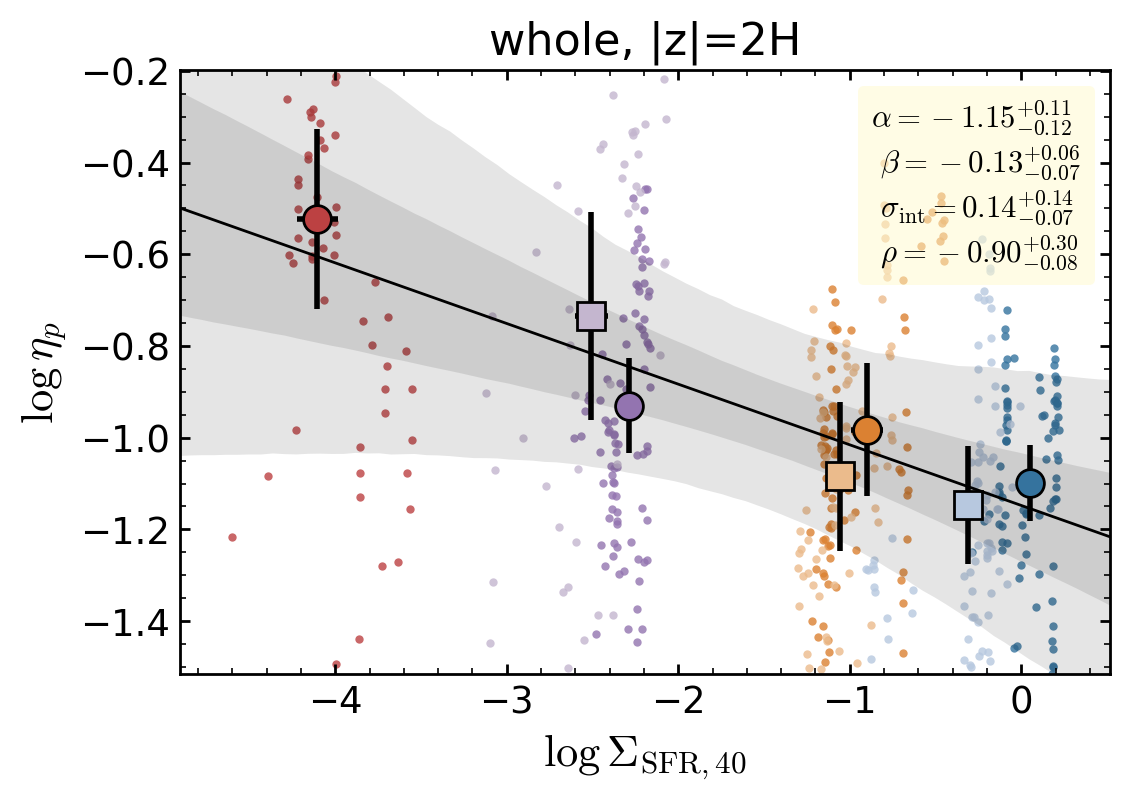 whole, |z|=2H
−0.2
−0.4
−0.6
−0.8
−1.0
−1.2
−1.4
log η_p
α = −1.15^{+0.11}_{−0.12}
β = −0.13^{+0.06}_{−0.07}
σ_int = 0.14^{+0.14}_{−0.07}
ρ = −0.90^{+0.30}_{−0.08}
−4 −3 −2 −1 0
log Σ_{SFR, 40}